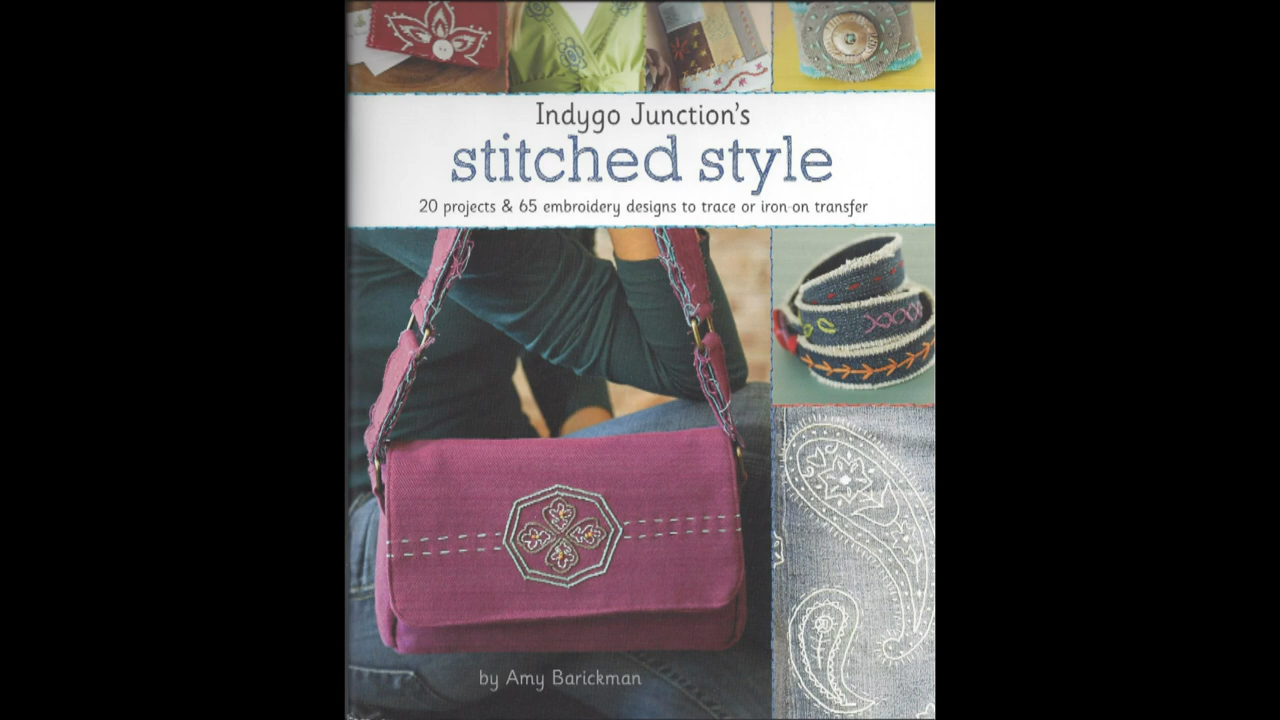 Indygo Junction's
stitched style
20 projects & 65 embroidery designs to trace or iron-on transfer
by Amy Barickman